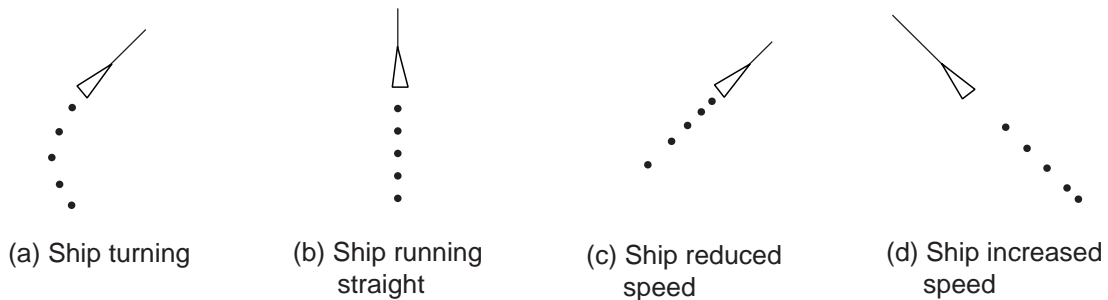 (a) Ship turning
(b) Ship running
straight
(c) Ship reduced
speed
(d) Ship increased
speed